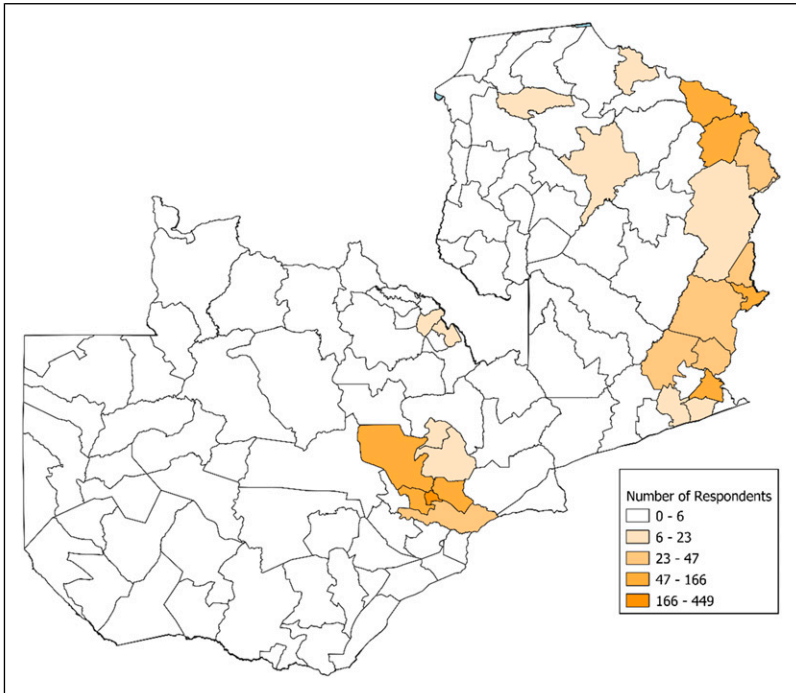 Number of Respondents
0 - 6
6 - 23
23 - 47
47 - 166
166 - 449